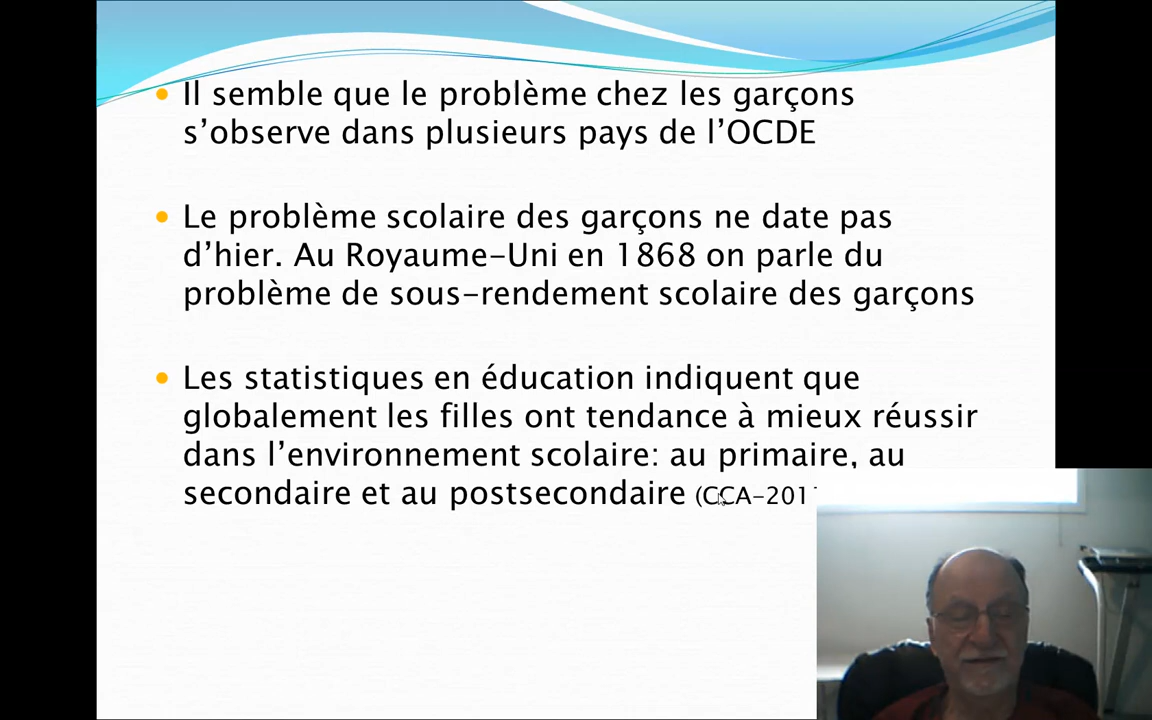 Il semble que le problème chez les garçons
s’observe dans plusieurs pays de l’OCDE
Le problème scolaire des garçons ne date pas
d’hier. Au Royaume-Uni en 1868 on parle du
problème de sous-rendement scolaire des garçons
Les statistiques en éducation indiquent que
globalement les filles ont tendance à mieux réussir
dans l’environnement scolaire: au primaire, au
secondaire et au postsecondaire